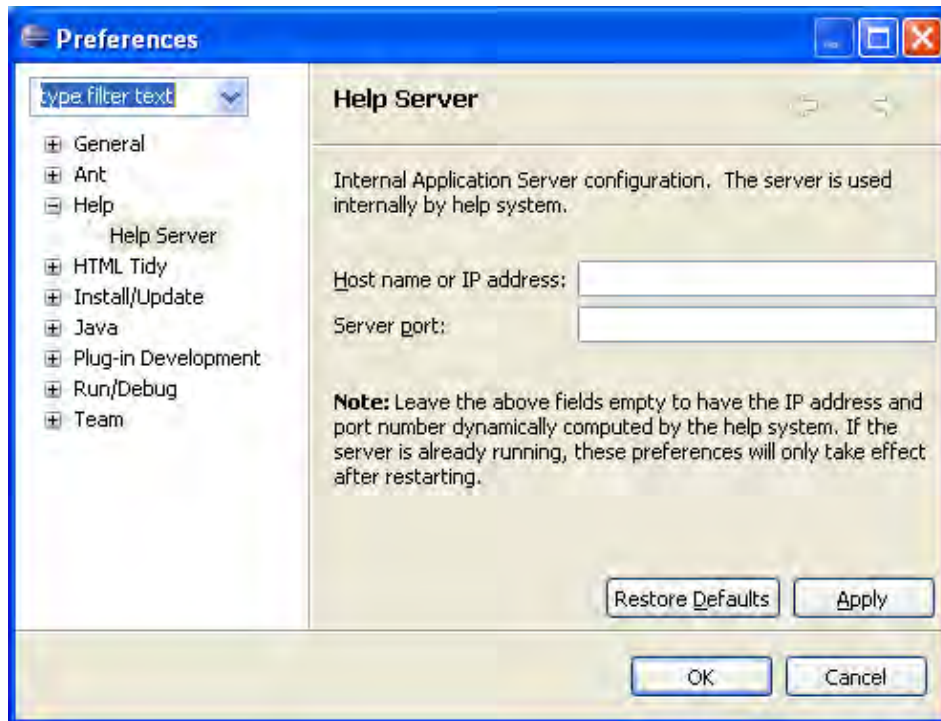 Preferences
type filter text
General
Ant
Help
Help Server
HTML Tidy
Install/Update
Java
Plug-in Development
Run/Debug
Team
Help Server
Internal Application Server configuration.  The server is used
internally by help system.
Host name or IP address:
Server port:
Note: Leave the above fields empty to have the IP address and
port number dynamically computed by the help system. If the
server is already running, these preferences will only take effect
after restarting.
Restore Defaults
Apply
OK
Cancel